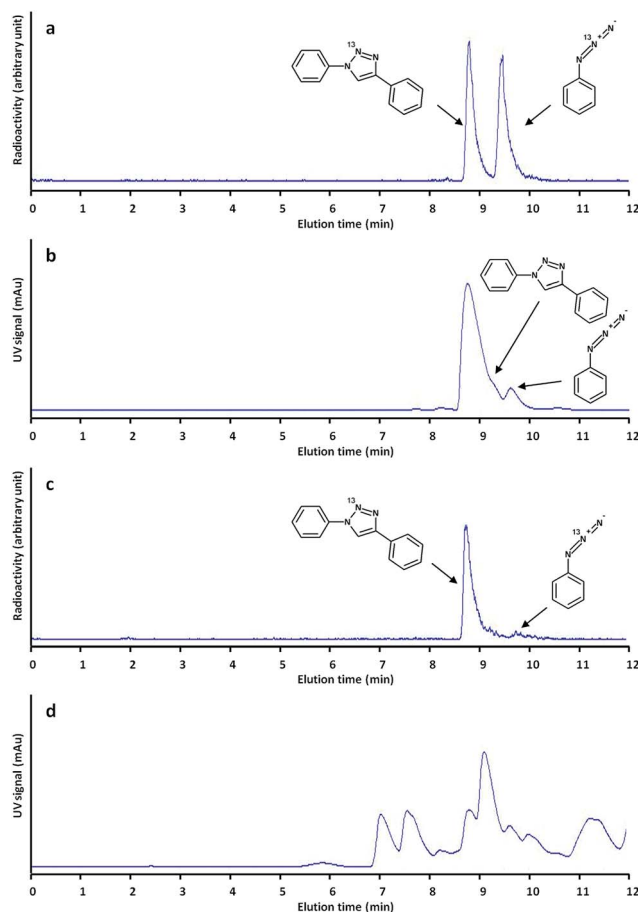 a
Radioactivity (arbitrary unit)
13
N
N
N
N
13
N
+
N
-
N
0 1 2 3 4 5 6 7 8 9 10 11 12
Elution time (min)
b
UV signal (mAu)
N
N
N
N
+
N
-
N
0 1 2 3 4 5 6 7 8 9 10 11 12
Elution time (min)
c
Radioactivity (arbitrary unit)
13
N
N
N
N
13
N
+
N
-
0 1 2 3 4 5 6 7 8 9 10 11 12
Elution time (min)
d
UV signal (mAu)
0 1 2 3 4 5 6 7 8 9 10 11 12
Elution time (min)